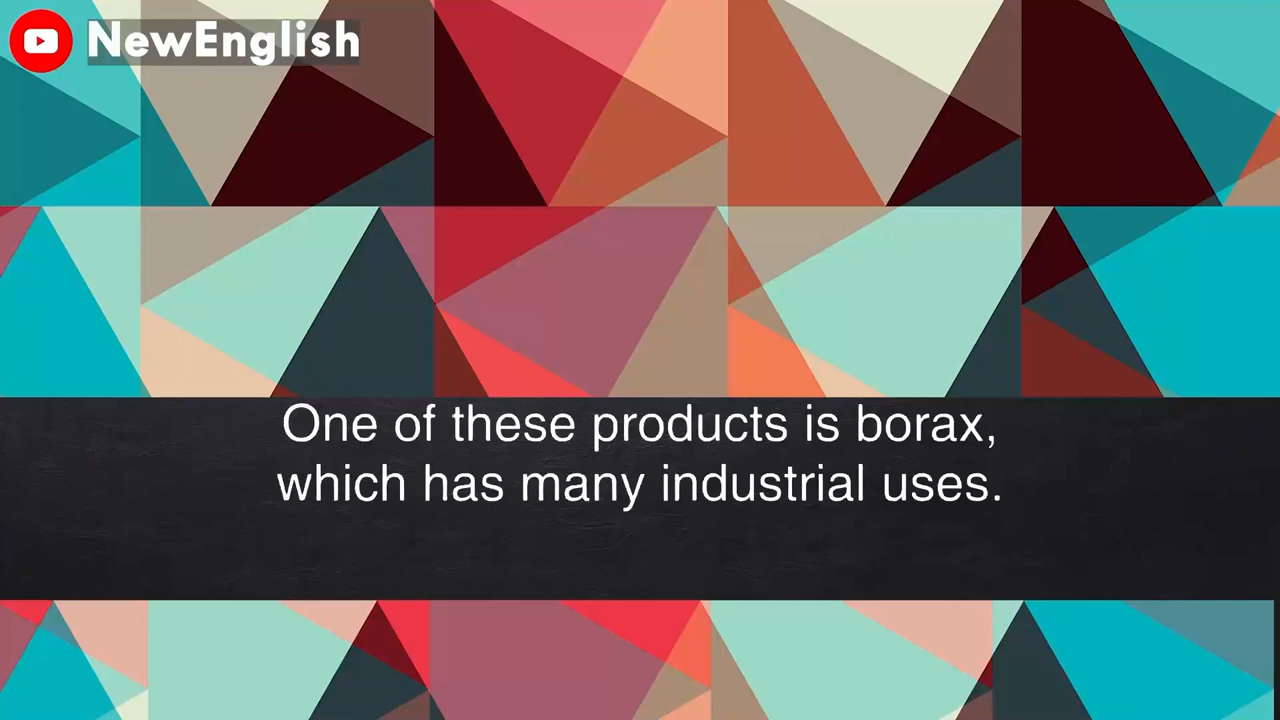 NewEnglish
One of these products is borax,
which has many industrial uses.